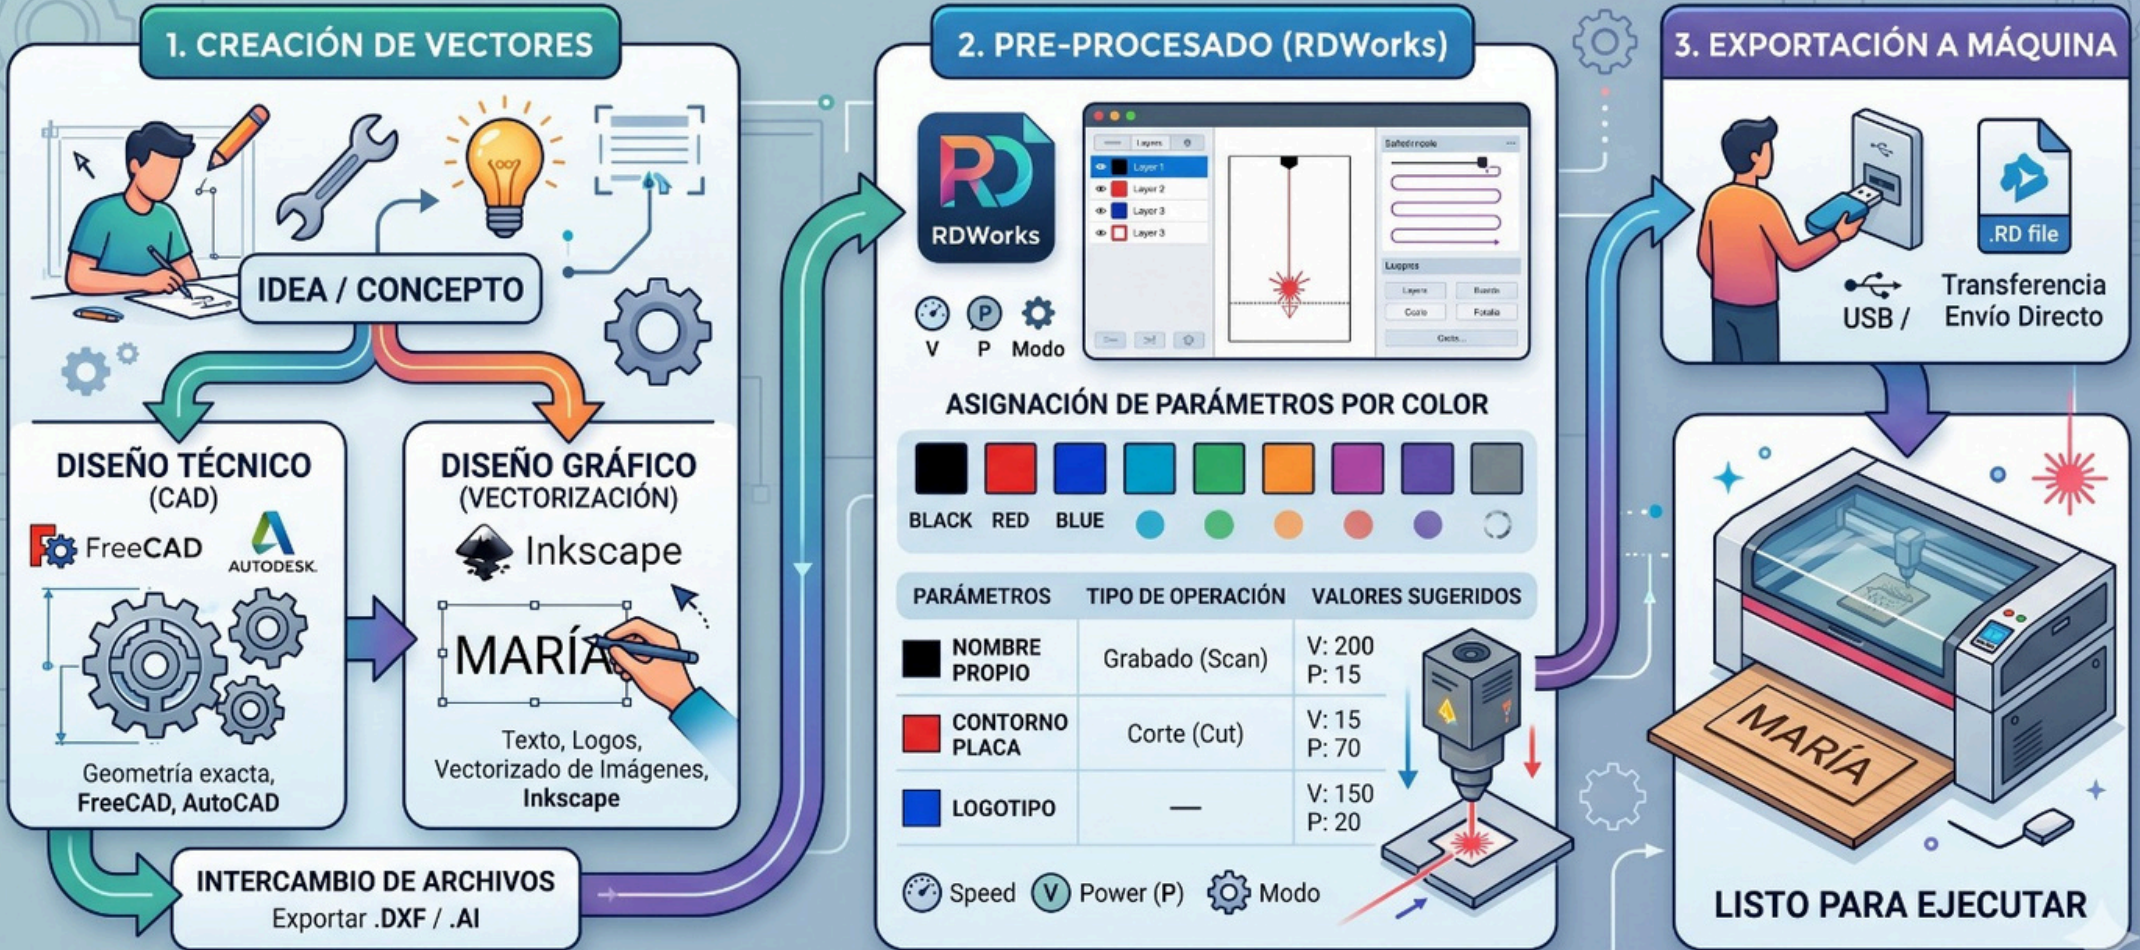 1. CREACIÓN DE VECTORES
IDEA / CONCEPTO
DISEÑO TÉCNICO
(CAD)
FreeCAD
AUTODESK.
Geometría exacta,
FreeCAD, AutoCAD
DISEÑO GRÁFICO
(VECTORIZACIÓN)
Inkscape
MARÍA
Texto, Logos,
Vectorizado de Imágenes,
Inkscape
INTERCAMBIO DE ARCHIVOS
Exportar .DXF / .AI
2. PRE-PROCESADO (RDWorks)
RD
RDWorks
V P Modo
Layers
Layer 1
Layer 2
Layer 3
Layer 3
Luopres
Layers
ASIGNACIÓN DE PARÁMETROS POR COLOR
BLACK RED BLUE
PARÁMETROS TIPO DE OPERACIÓN VALORES SUGERIDOS
NOMBRE
PROPIO
Grabado (Scan)
V: 200
P: 15
CONTORNO
PLACA
Corte (Cut)
V: 15
P: 70
LOGOTIPO
—
V: 150
P: 20
Speed V Power (P) Modo
3. EXPORTACIÓN A MÁQUINA
.RD file
USB /
Transferencia
Envío Directo
MARÍA
LISTO PARA EJECUTAR